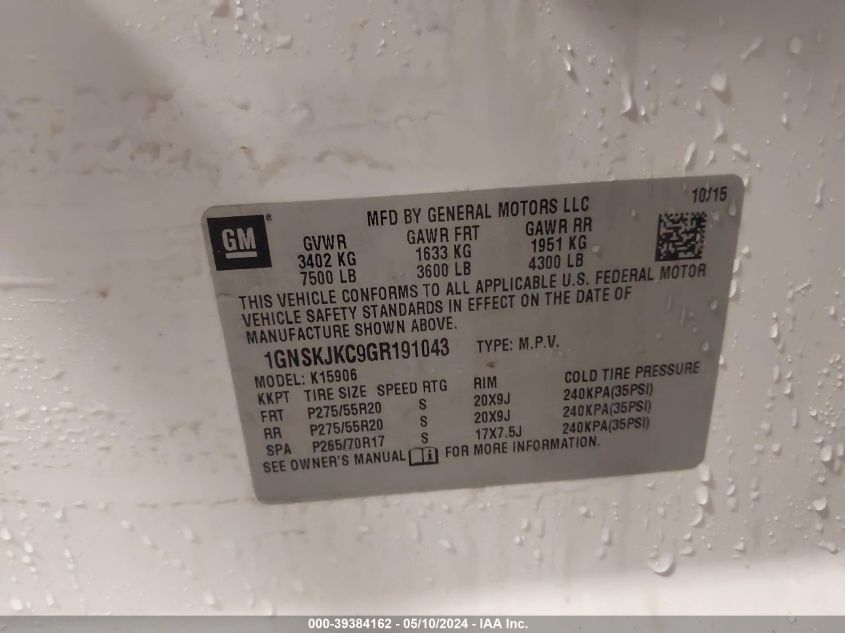 10/15
MFD BY GENERAL MOTORS LLC
GM ®
GVWR GAWR FRT GAWR RR
3402 KG 1633 KG 1951 KG
7500 LB 3600 LB 4300 LB
THIS VEHICLE CONFORMS TO ALL APPLICABLE U.S. FEDERAL MOTOR
VEHICLE SAFETY STANDARDS IN EFFECT ON THE DATE OF
MANUFACTURE SHOWN ABOVE.
1GNSKJKC9GR191043 TYPE: M.P.V.
MODEL: K15906
KKPT TIRE SIZE SPEED RTG RIM COLD TIRE PRESSURE
FRT P275/55R20 S 20X9J 240KPA(35PSI)
RR P275/55R20 S 20X9J 240KPA(35PSI)
SPA P265/70R17 S 17X7.5J 240KPA(35PSI)
SEE OWNER'S MANUAL i FOR MORE INFORMATION.
000-39384162 - 05/10/2024 - IAA Inc.